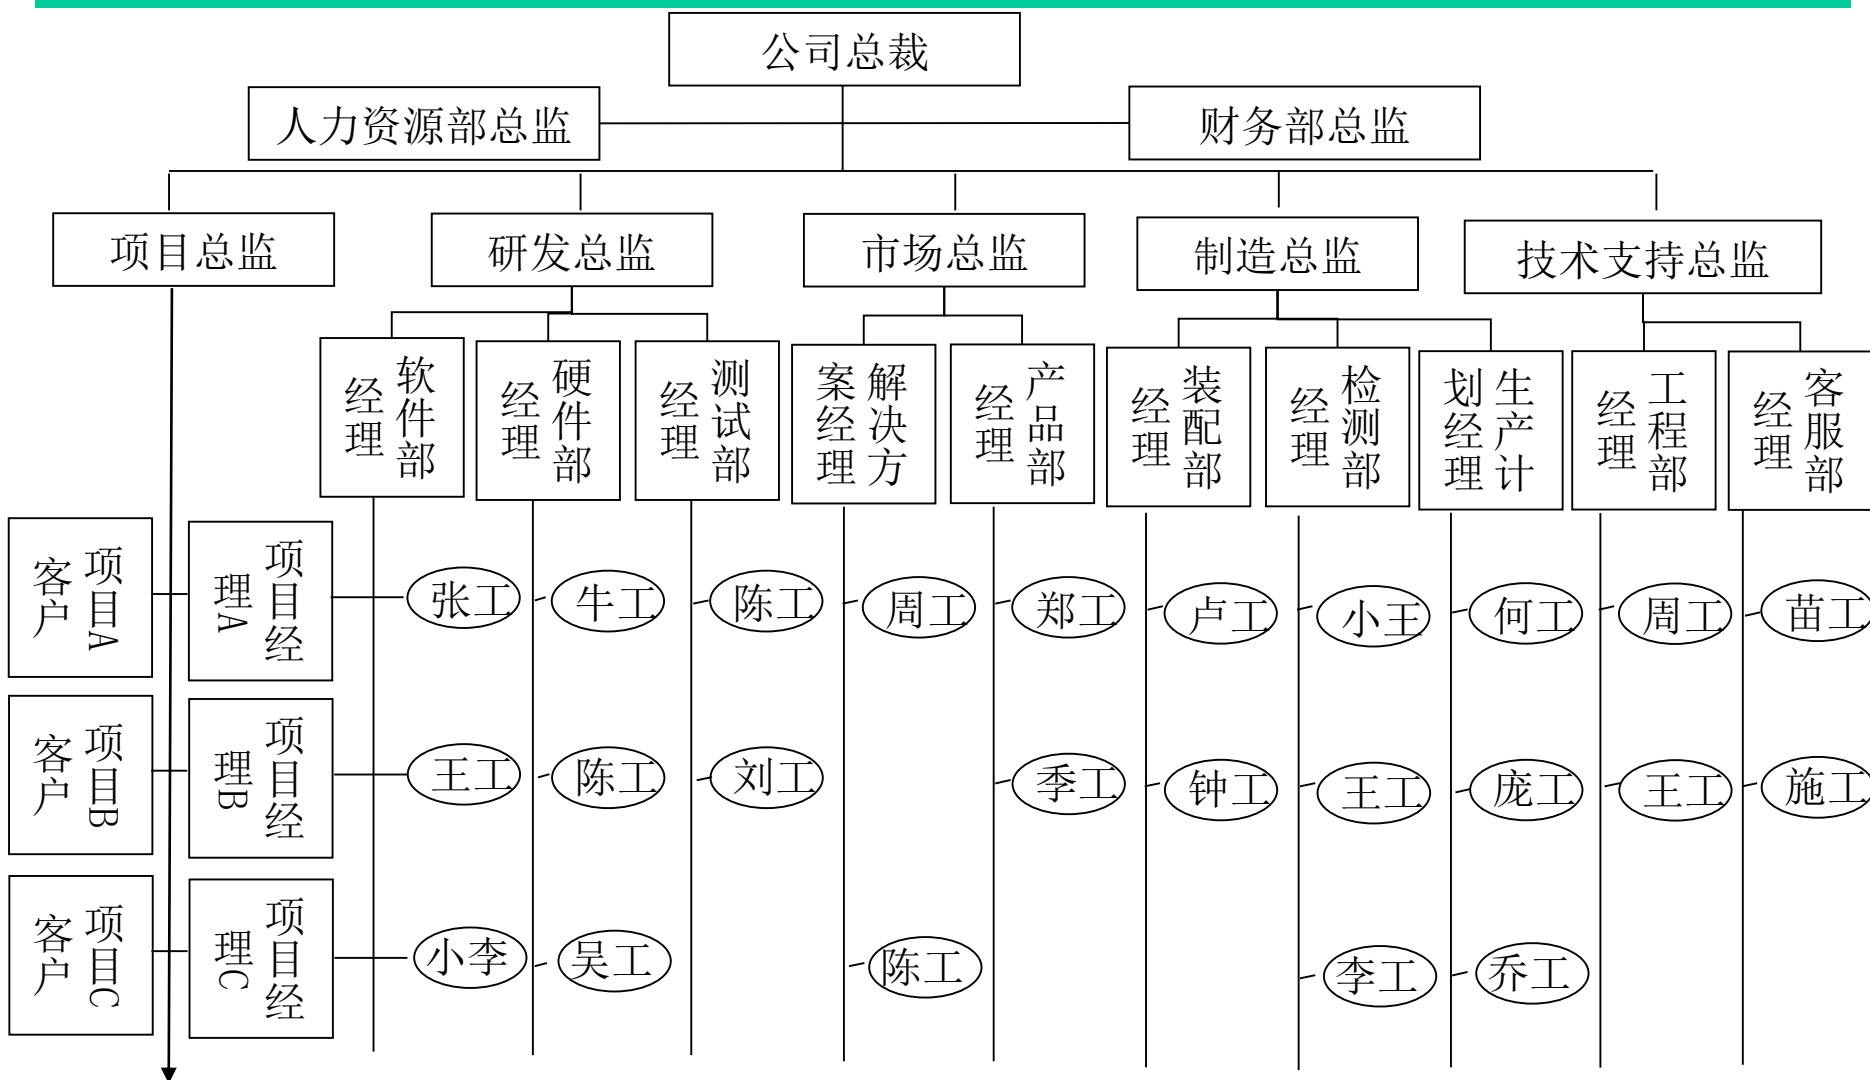 公司总裁
人力资源部总监
财务部总监
项目总监
研发总监
市场总监
制造总监
技术支持总监
软件部
经理
硬件部
经理
测试部
经理
解决方
案经理
产品部
经理
装配部
经理
检测部
经理
生产计
划经理
工程部
经理
客服部
经理
项目A
客户
项目经
理A
张工
牛工
陈工
周工
郑工
卢工
小王
何工
周工
苗工
项目B
客户
项目经
理B
王工
陈工
刘工
季工
钟工
王工
庞工
王工
施工
项目C
客户
项目经
理C
小李
吴工
陈工
李工
乔工